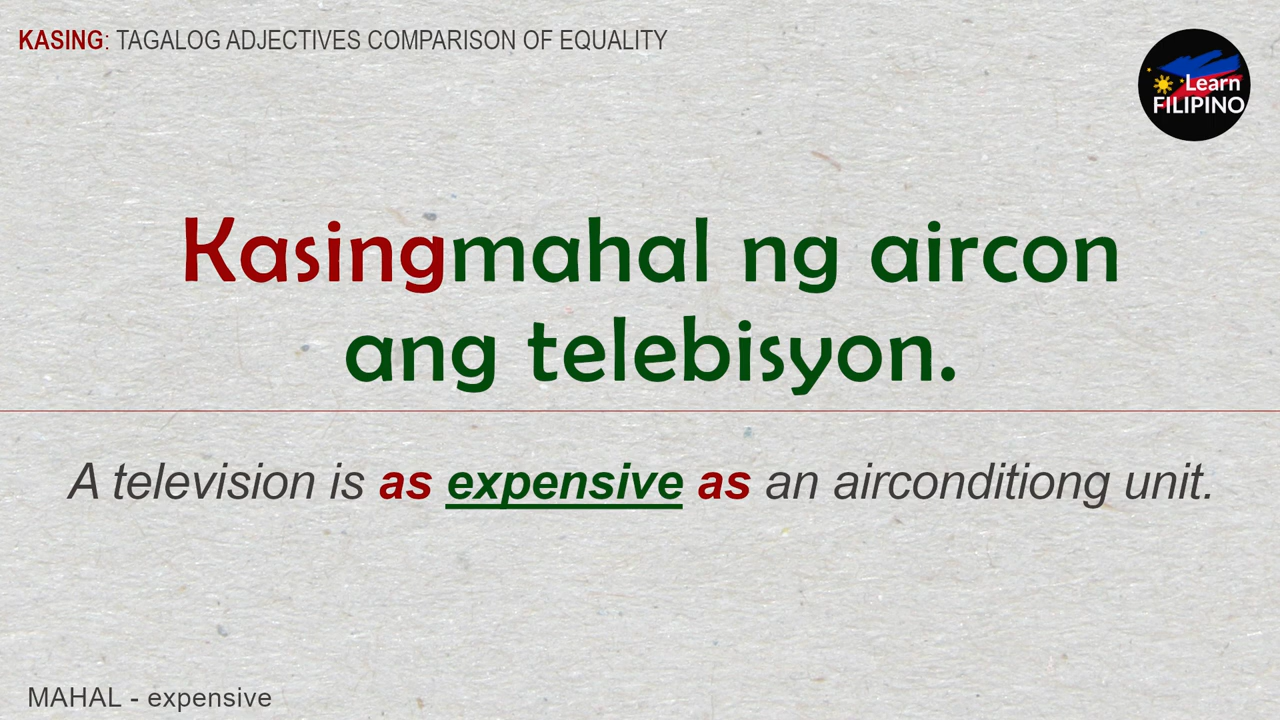 KASING: TAGALOG ADJECTIVES COMPARISON OF EQUALITY
Learn
FILIPINO
Kasingmahal ng aircon
ang telebisyon.
A television is as expensive as an airconditiong unit.
MAHAL - expensive